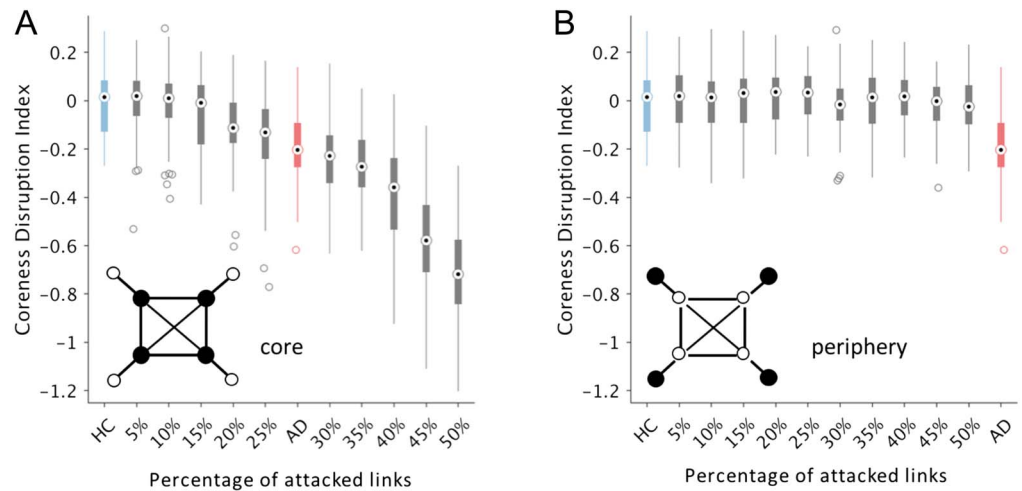 A
Coreness Disruption Index
0.2
0
−0.2
−0.4
−0.6
−0.8
−1
−1.2
core
HC 5% 10% 15% 20% 25% AD 30% 35% 40% 45% 50%
Percentage of attacked links
B
Coreness Disruption Index
0.2
0
−0.2
−0.4
−0.6
−0.8
−1
−1.2
periphery
HC 5% 10% 15% 20% 25% 30% 35% 40% 45% 50% AD
Percentage of attacked links